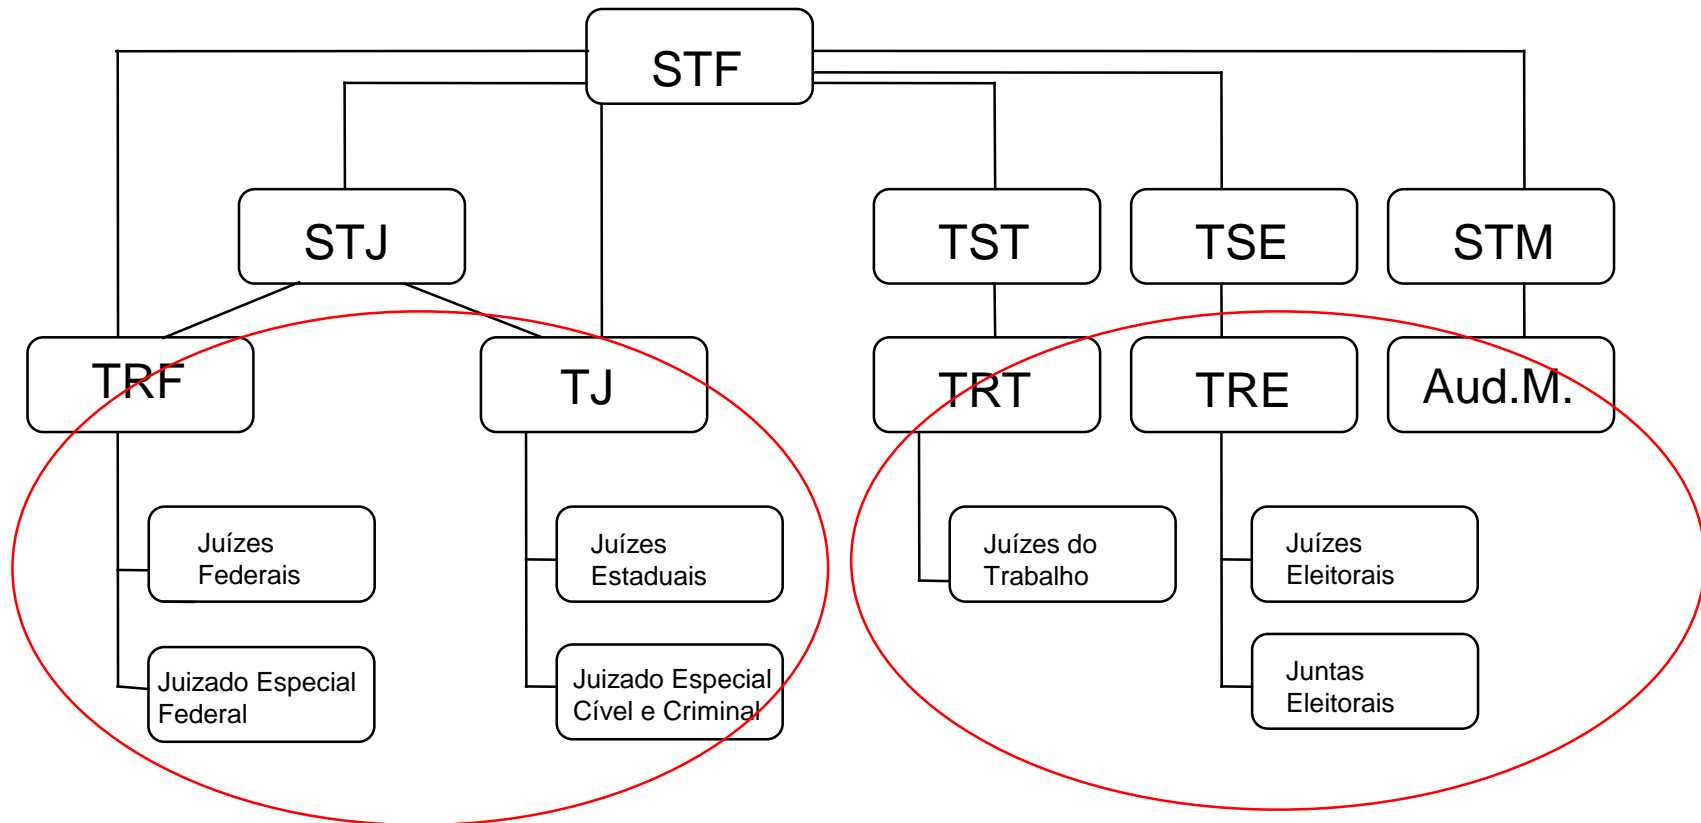 STF
STJ
TST
TSE
STM
TRF
TJ
TRT
TRE
Aud.M.
Juízes
Federais
Juízes
Estaduais
Juízes do
Trabalho
Juízes
Eleitorais
Juizado Especial
Federal
Juizado Especial
Cível e Criminal
Juntas
Eleitorais